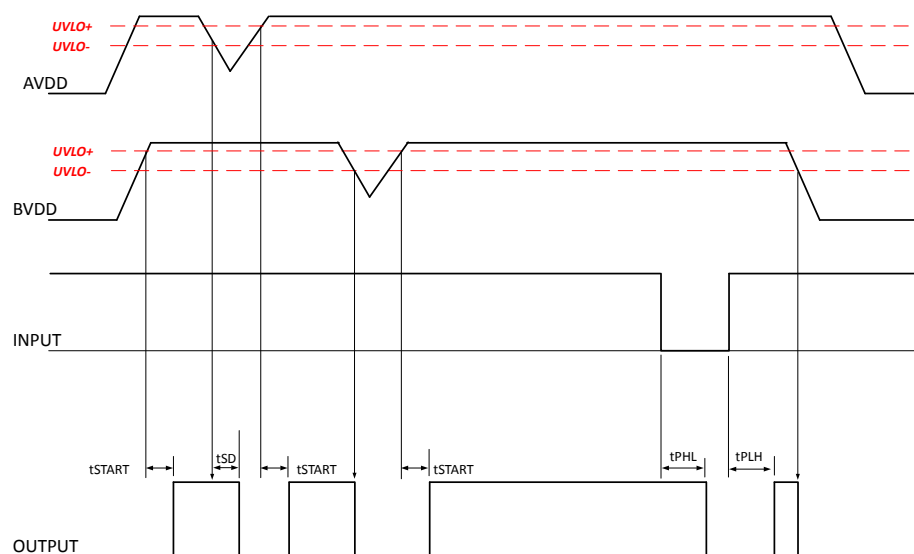 UVLO+
UVLO-
AVDD
UVLO+
UVLO-
BVDD
INPUT
tSTART
tSD
tSTART
tSTART
tPHL
tPLH
OUTPUT